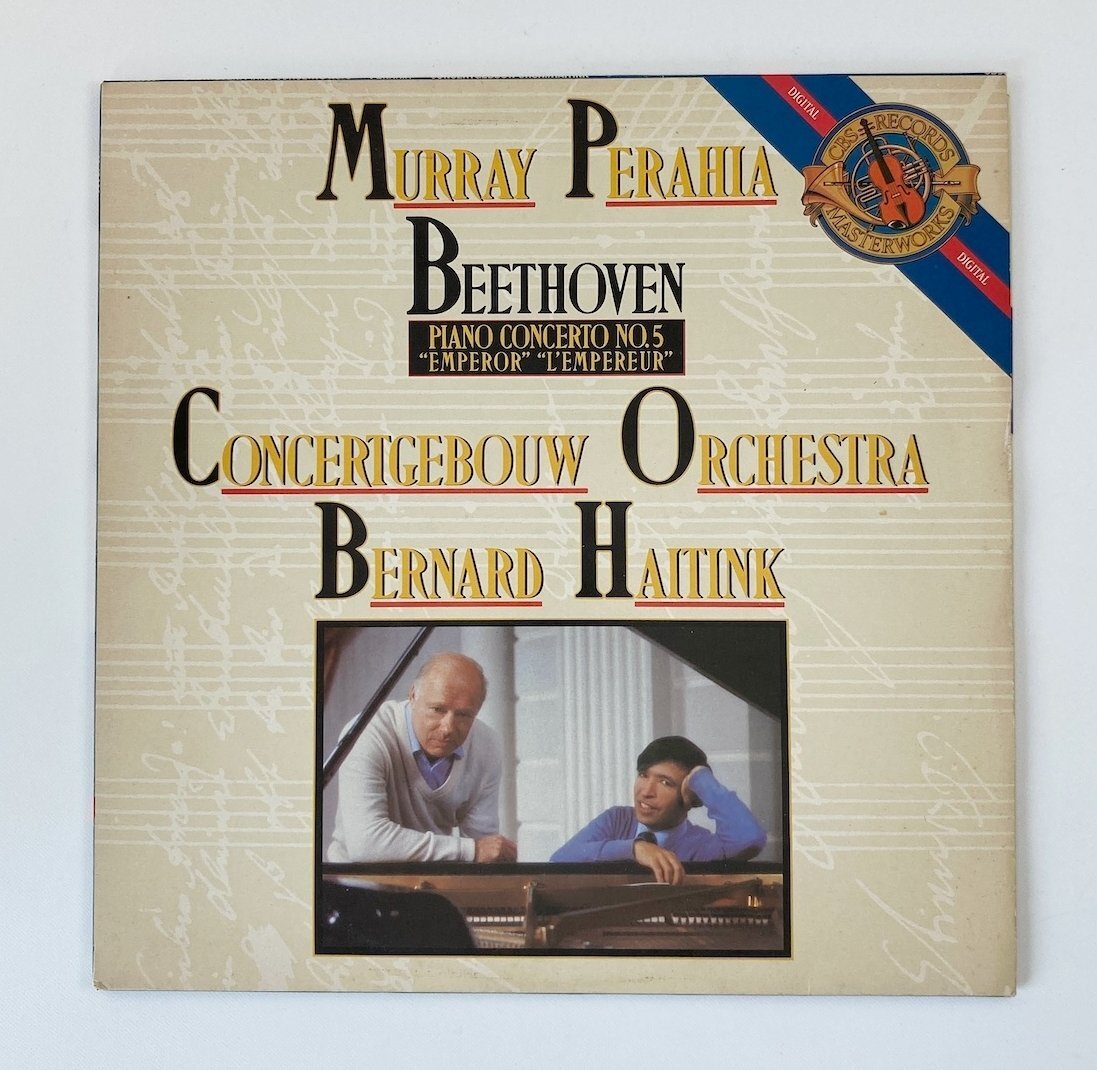 MURRAY PERAHIA
BEETHOVEN
PIANO CONCERTO NO.5
"EMPEROR" "L'EMPEREUR"
CONCERTGEBOUW ORCHESTRA
BERNARD HAITINK
DIGITAL
CBS RECORDS
MASTERWORKS
DIGITAL